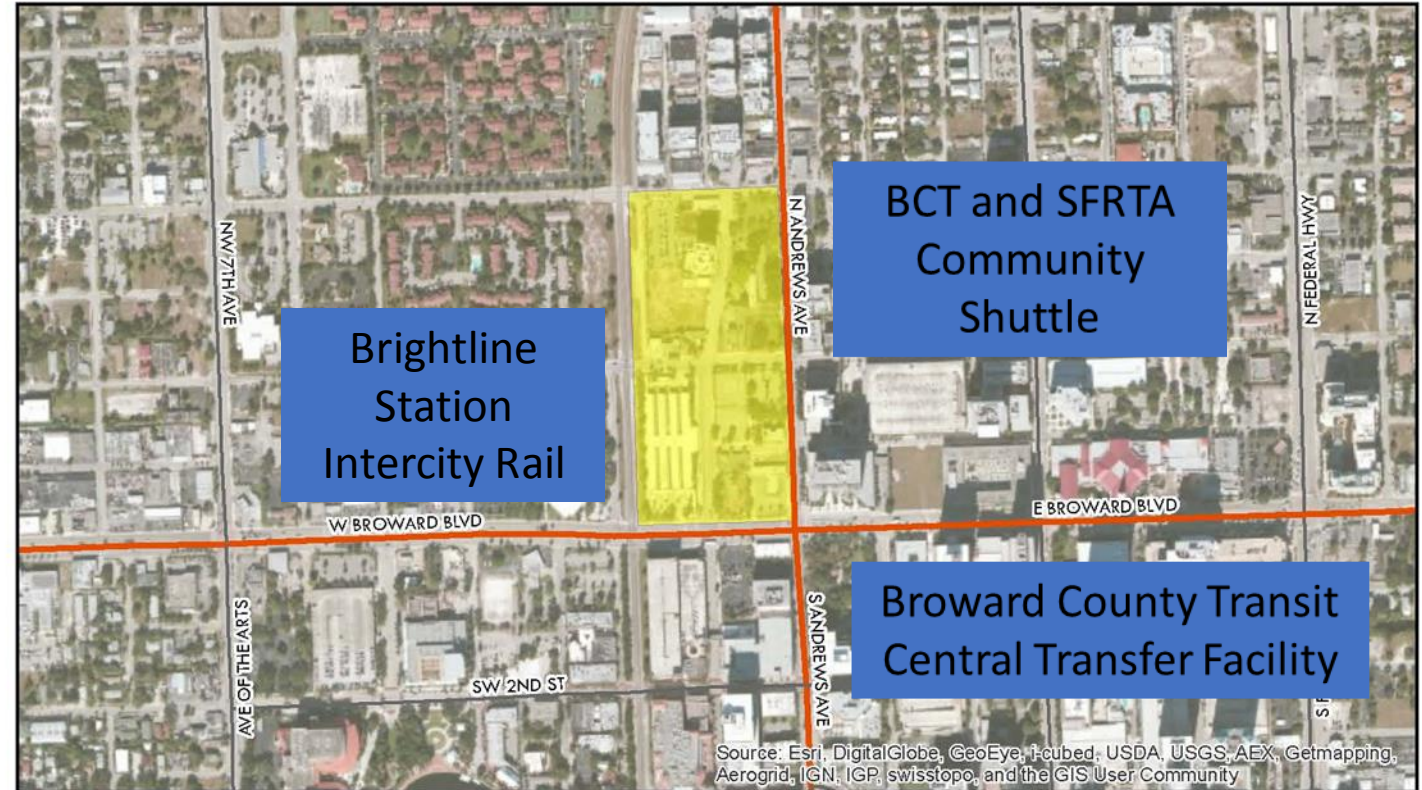 BCT and SFRTA
Community
Shuttle
N ANDREWS AVE
N FEDERAL HWY
NW 7TH AVE
Brightline
Station
Intercity Rail
W BROWARD BLVD
E BROWARD BLVD
Broward County Transit
Central Transfer Facility
AVE OF THE ARTS
S ANDREWS AVE
SW 2ND ST
S
Source: Esri, DigitalGlobe, GeoEye, i-cubed, USDA, USGS, AEX, Getmapping,
Aerogrid, IGN, IGP, swisstopo, and the GIS User Community